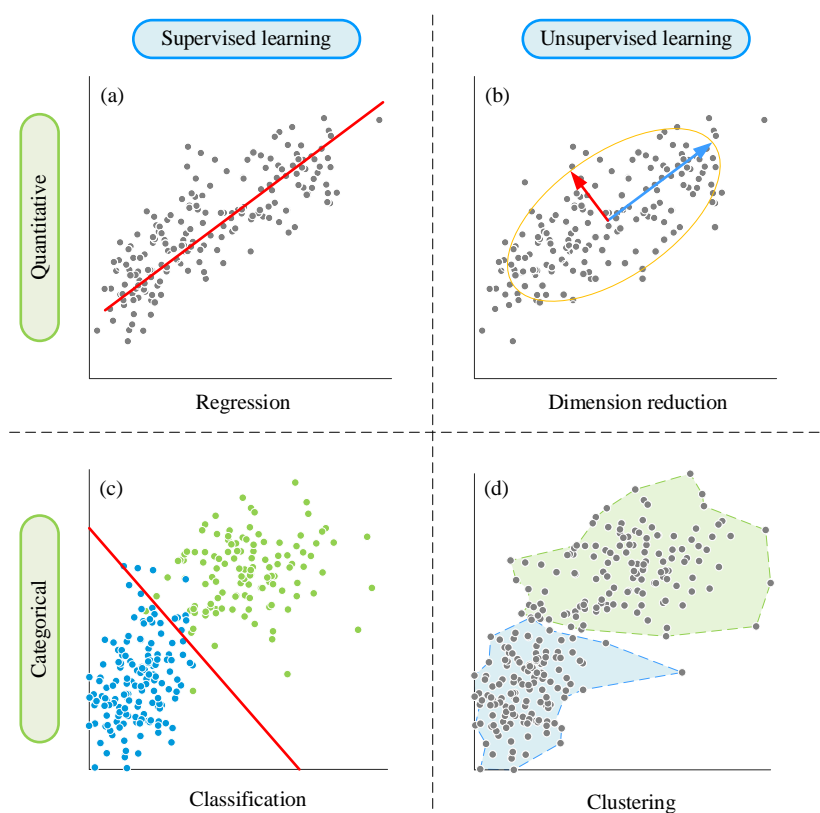 Supervised learning
Unsupervised learning
Quantitative
(a)
(b)
Regression
Dimension reduction
Categorical
(c)
(d)
Classification
Clustering